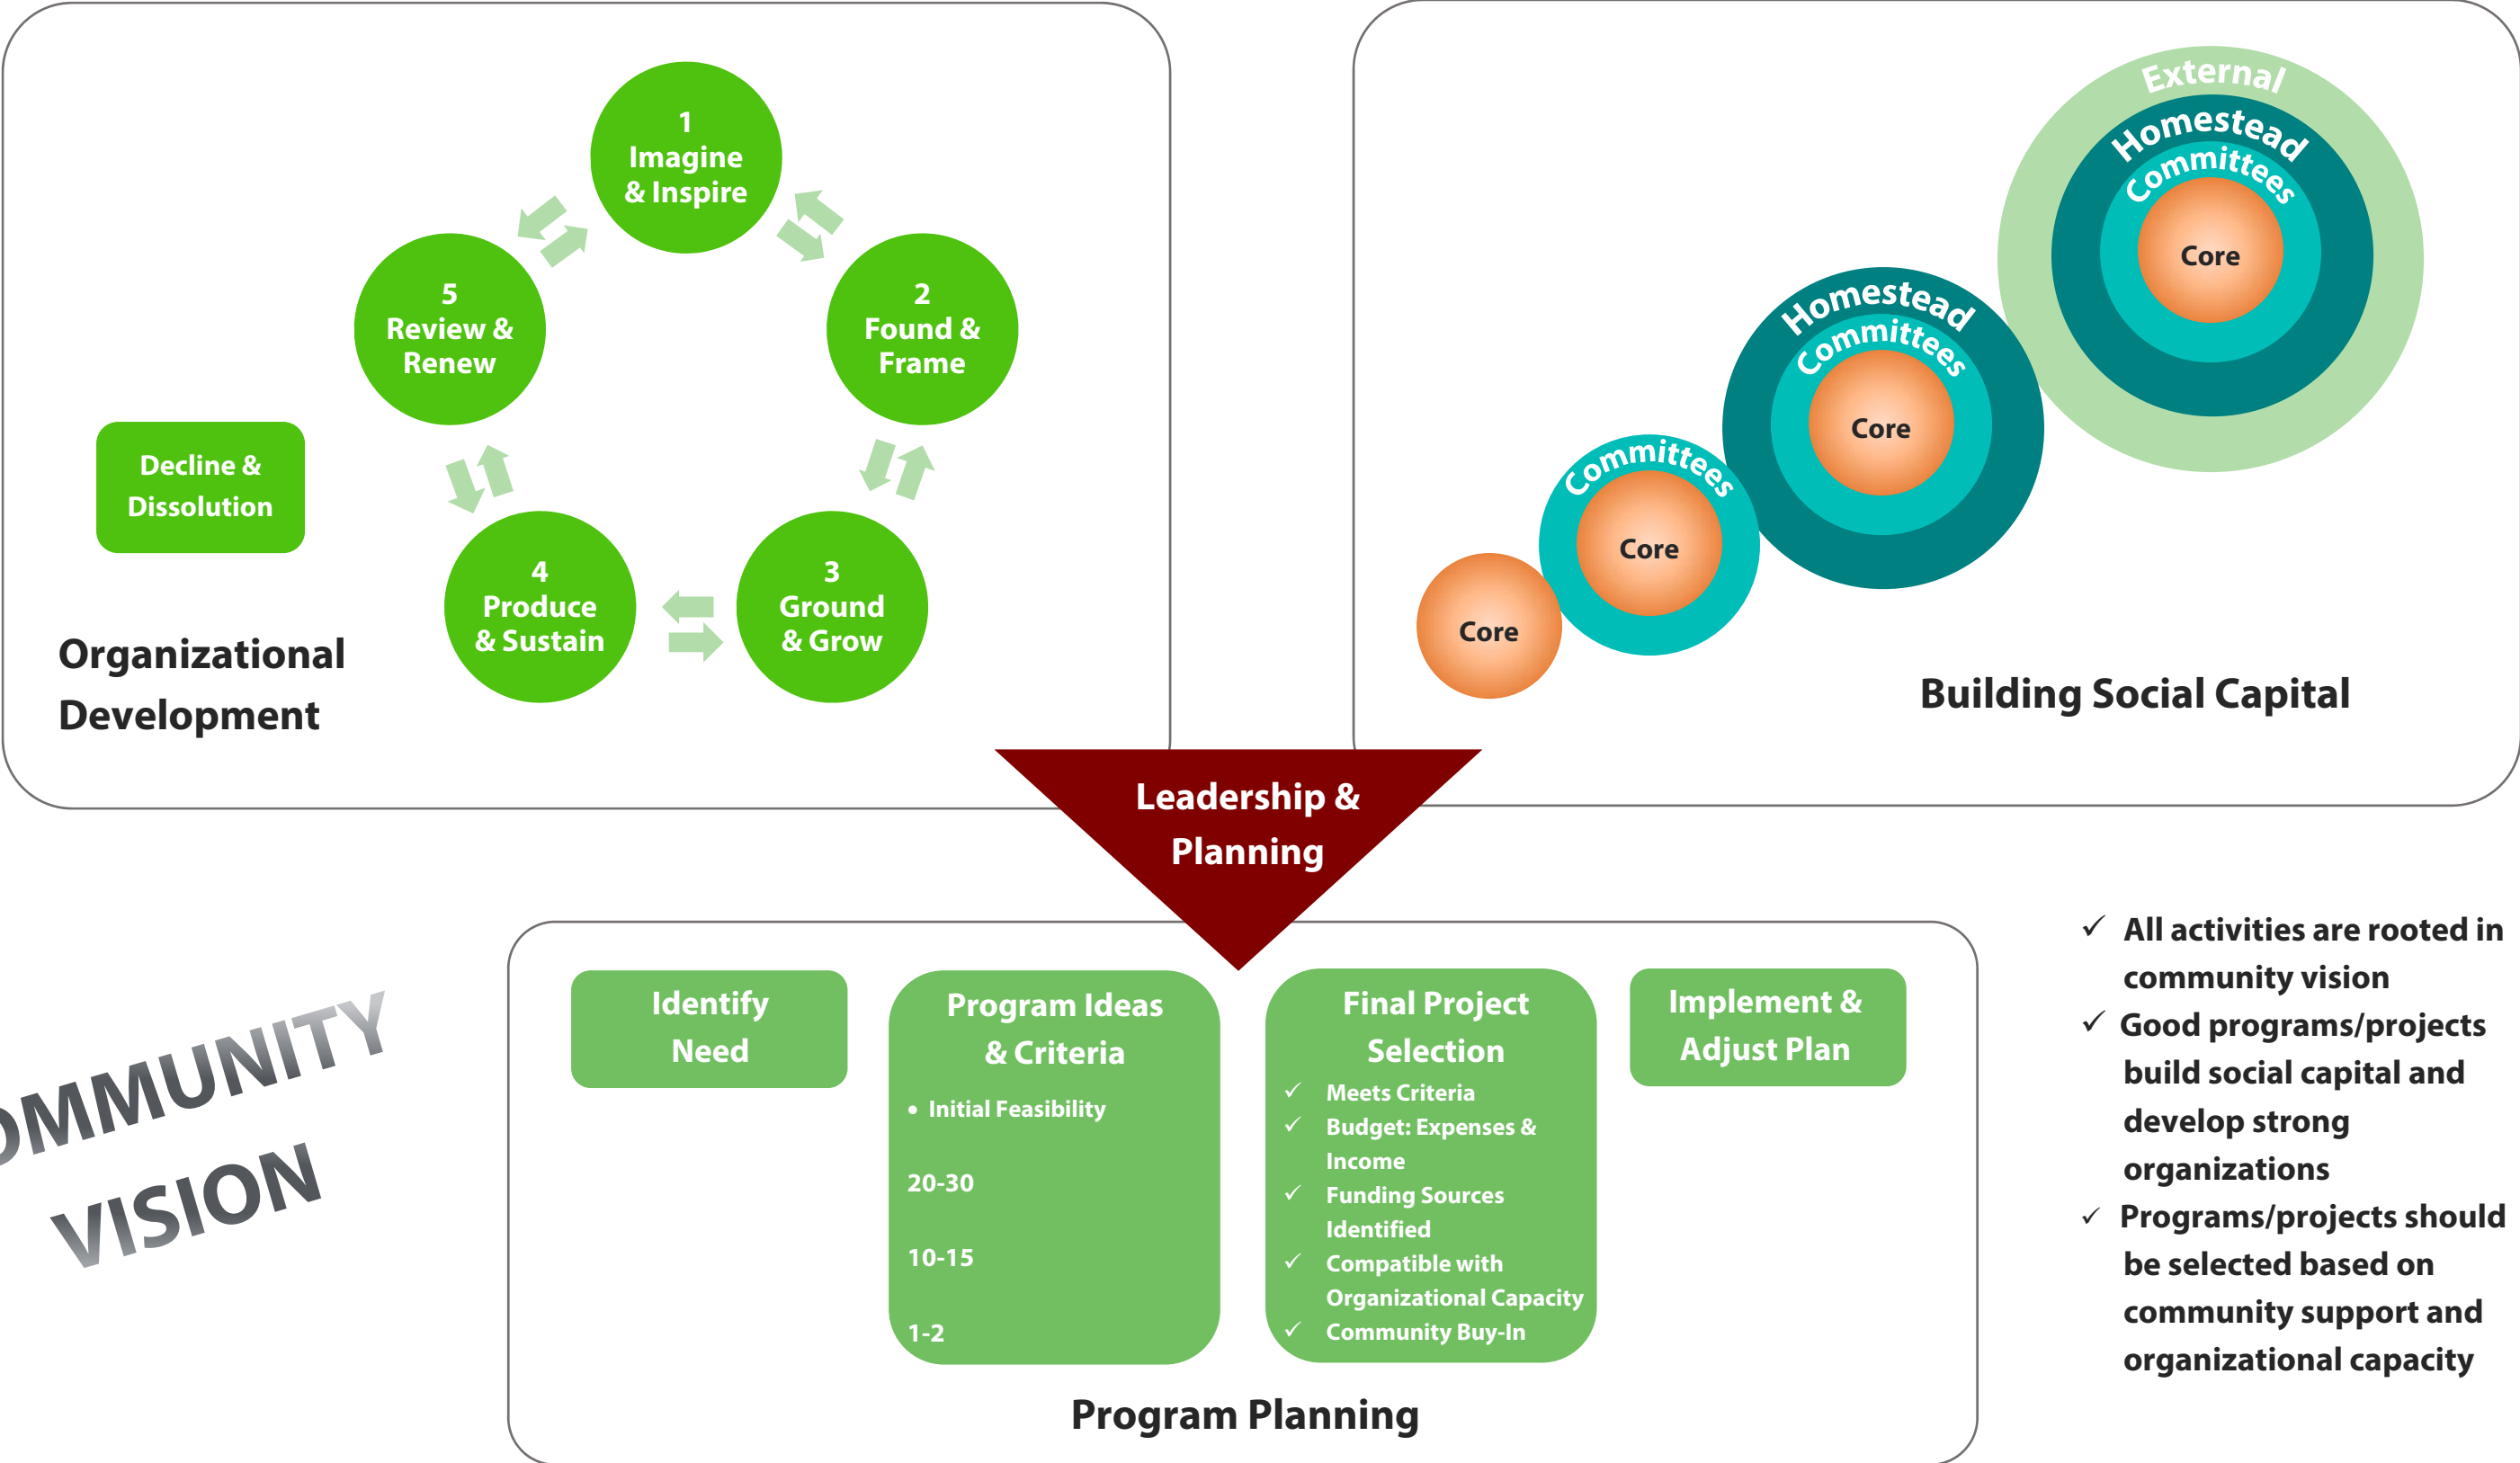 1
Imagine
& Inspire
5
Review &
Renew
2
Found &
Frame
Decline &
Dissolution
4
Produce
& Sustain
3
Ground
& Grow
Organizational
Development
External
Homestead
Committees
Core
Homestead
Committees
Core
Committees
Core
Core
Building Social Capital
Leadership &
Planning
OMMUNITY
VISION
Identify
Need
Program Ideas
& Criteria
• Initial Feasibility
20-30
10-15
1-2
Final Project
Selection
✓ Meets Criteria
✓ Budget: Expenses &
Income
✓ Funding Sources
Identified
✓ Compatible with
Organizational Capacity
✓ Community Buy-In
Implement &
Adjust Plan
Program Planning
✓ All activities are rooted in
community vision
✓ Good programs/projects
build social capital and
develop strong
organizations
✓ Programs/projects should
be selected based on
community support and
organizational capacity